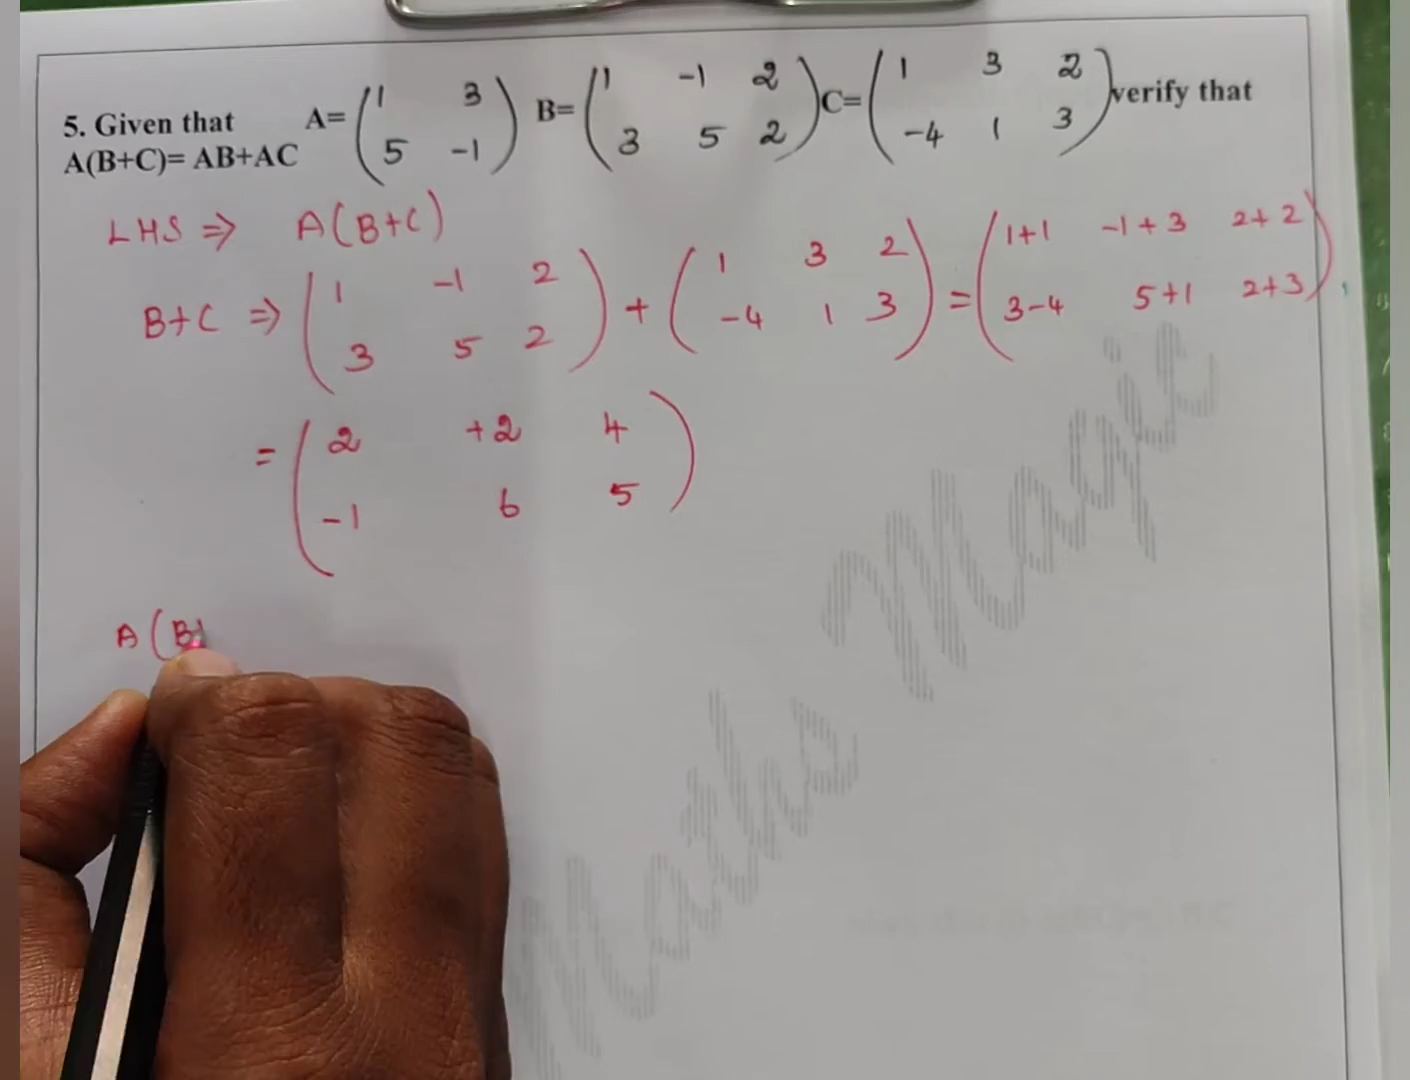 5. Given that A= ( 1 3 ) B= ( 1 -1 2 ) C= ( 1 3 2 ) verify that
( 5 -1 ) ( 3 5 2 ) ( -4 1 3 )
A(B+C)= AB+AC
LHS ⇒ A(B+C)
B+C ⇒ ( 1 -1 2 ) + ( 1 3 2 ) = ( 1+1 -1+3 2+2 )
( 3 5 2 ) ( -4 1 3 ) ( 3-4 5+1 2+3 )
= ( 2 +2 4 )
( -1 6 5 )
A(B+
Maths Magic